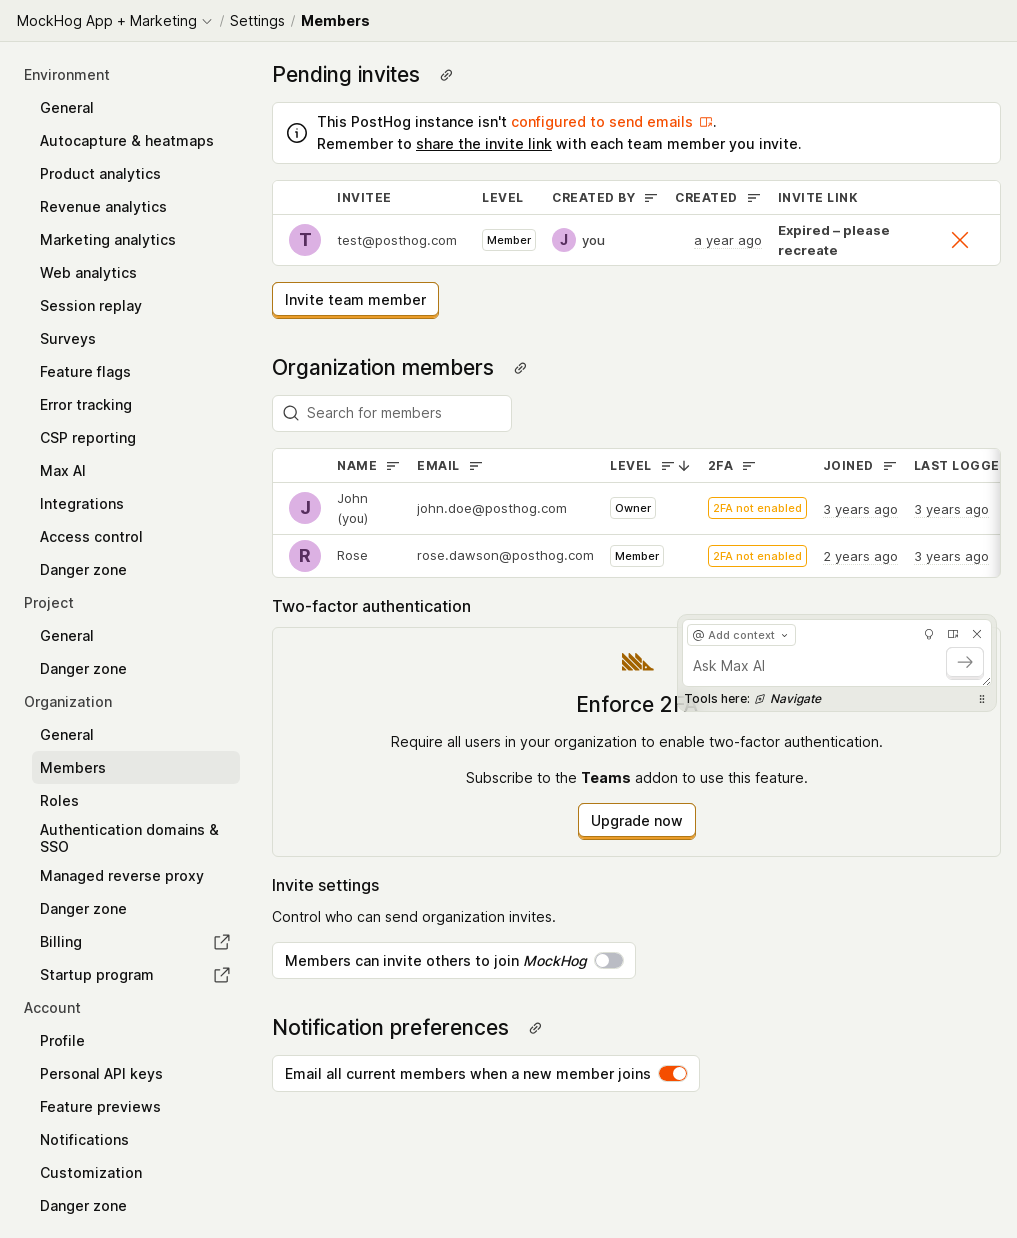 MockHog App + Marketing / Settings / Members
Environment
General
Autocapture & heatmaps
Product analytics
Revenue analytics
Marketing analytics
Web analytics
Session replay
Surveys
Feature flags
Error tracking
CSP reporting
Max AI
Integrations
Access control
Danger zone
Project
General
Danger zone
Organization
General
Members
Roles
Authentication domains &
SSO
Managed reverse proxy
Danger zone
Billing
Startup program
Account
Profile
Personal API keys
Feature previews
Notifications
Customization
Danger zone
Pending invites
This PostHog instance isn't configured to send emails .
Remember to share the invite link with each team member you invite.
INVITEE LEVEL CREATED BY CREATED INVITE LINK
T test@posthog.com Member J you a year ago Expired – please
recreate
Invite team member
Organization members
Search for members
NAME EMAIL LEVEL 2FA JOINED LAST LOGGE
J John
(you) john.doe@posthog.com Owner 2FA not enabled 3 years ago 3 years ago
R Rose rose.dawson@posthog.com Member 2FA not enabled 2 years ago 3 years ago
Two-factor authentication
Enforce 2FA
Require all users in your organization to enable two-factor authentication.
Subscribe to the Teams addon to use this feature.
Upgrade now
@ Add context
Ask Max AI
Tools here: Navigate
Invite settings
Control who can send organization invites.
Members can invite others to join MockHog
Notification preferences
Email all current members when a new member joins